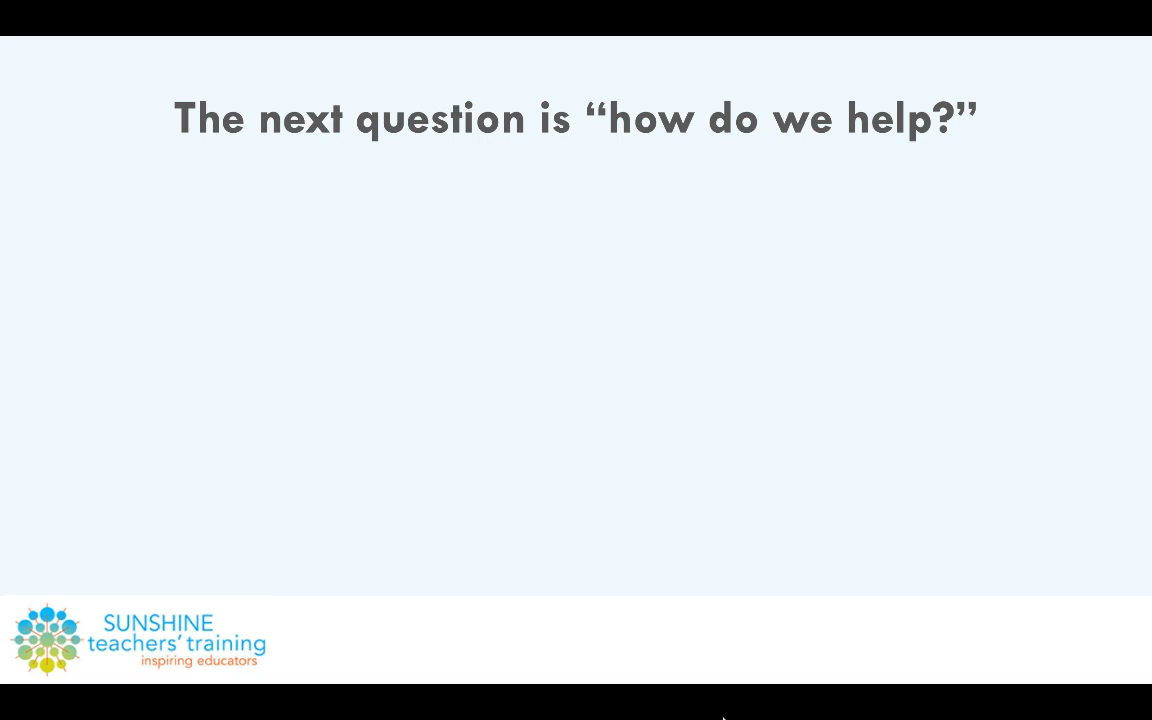 The next question is “how do we help?”
SUNSHINE
teachers’ training
inspiring educators